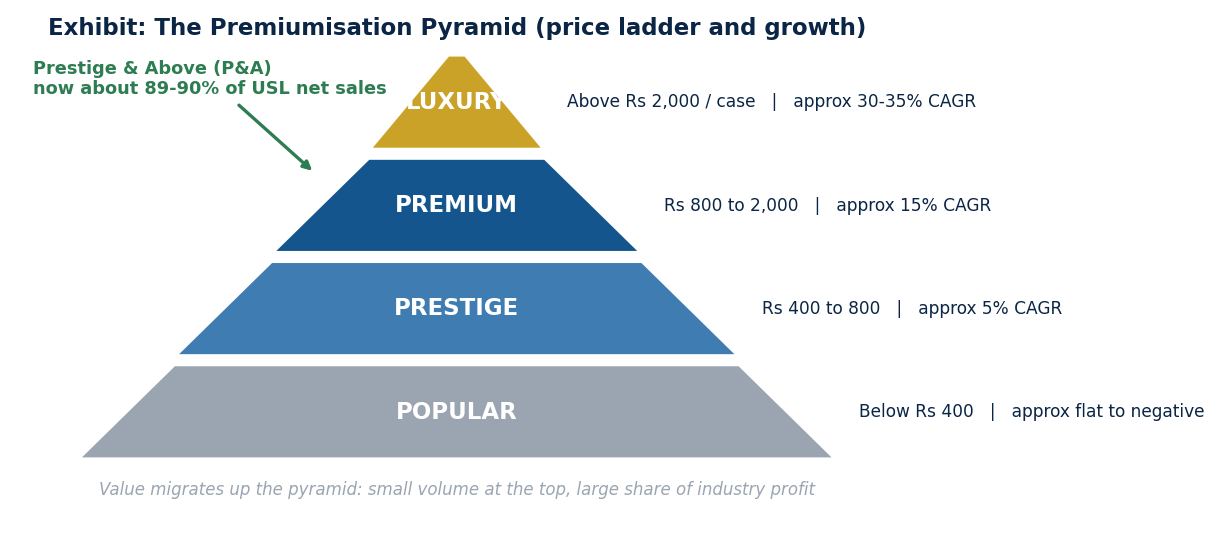 Exhibit: The Premiumisation Pyramid (price ladder and growth)
Prestige & Above (P&A)
now about 89-90% of USL net sales
LUXURY
Above Rs 2,000 / case | approx 30-35% CAGR
PREMIUM
Rs 800 to 2,000 | approx 15% CAGR
PRESTIGE
Rs 400 to 800 | approx 5% CAGR
POPULAR
Below Rs 400 | approx flat to negative
Value migrates up the pyramid: small volume at the top, large share of industry profit